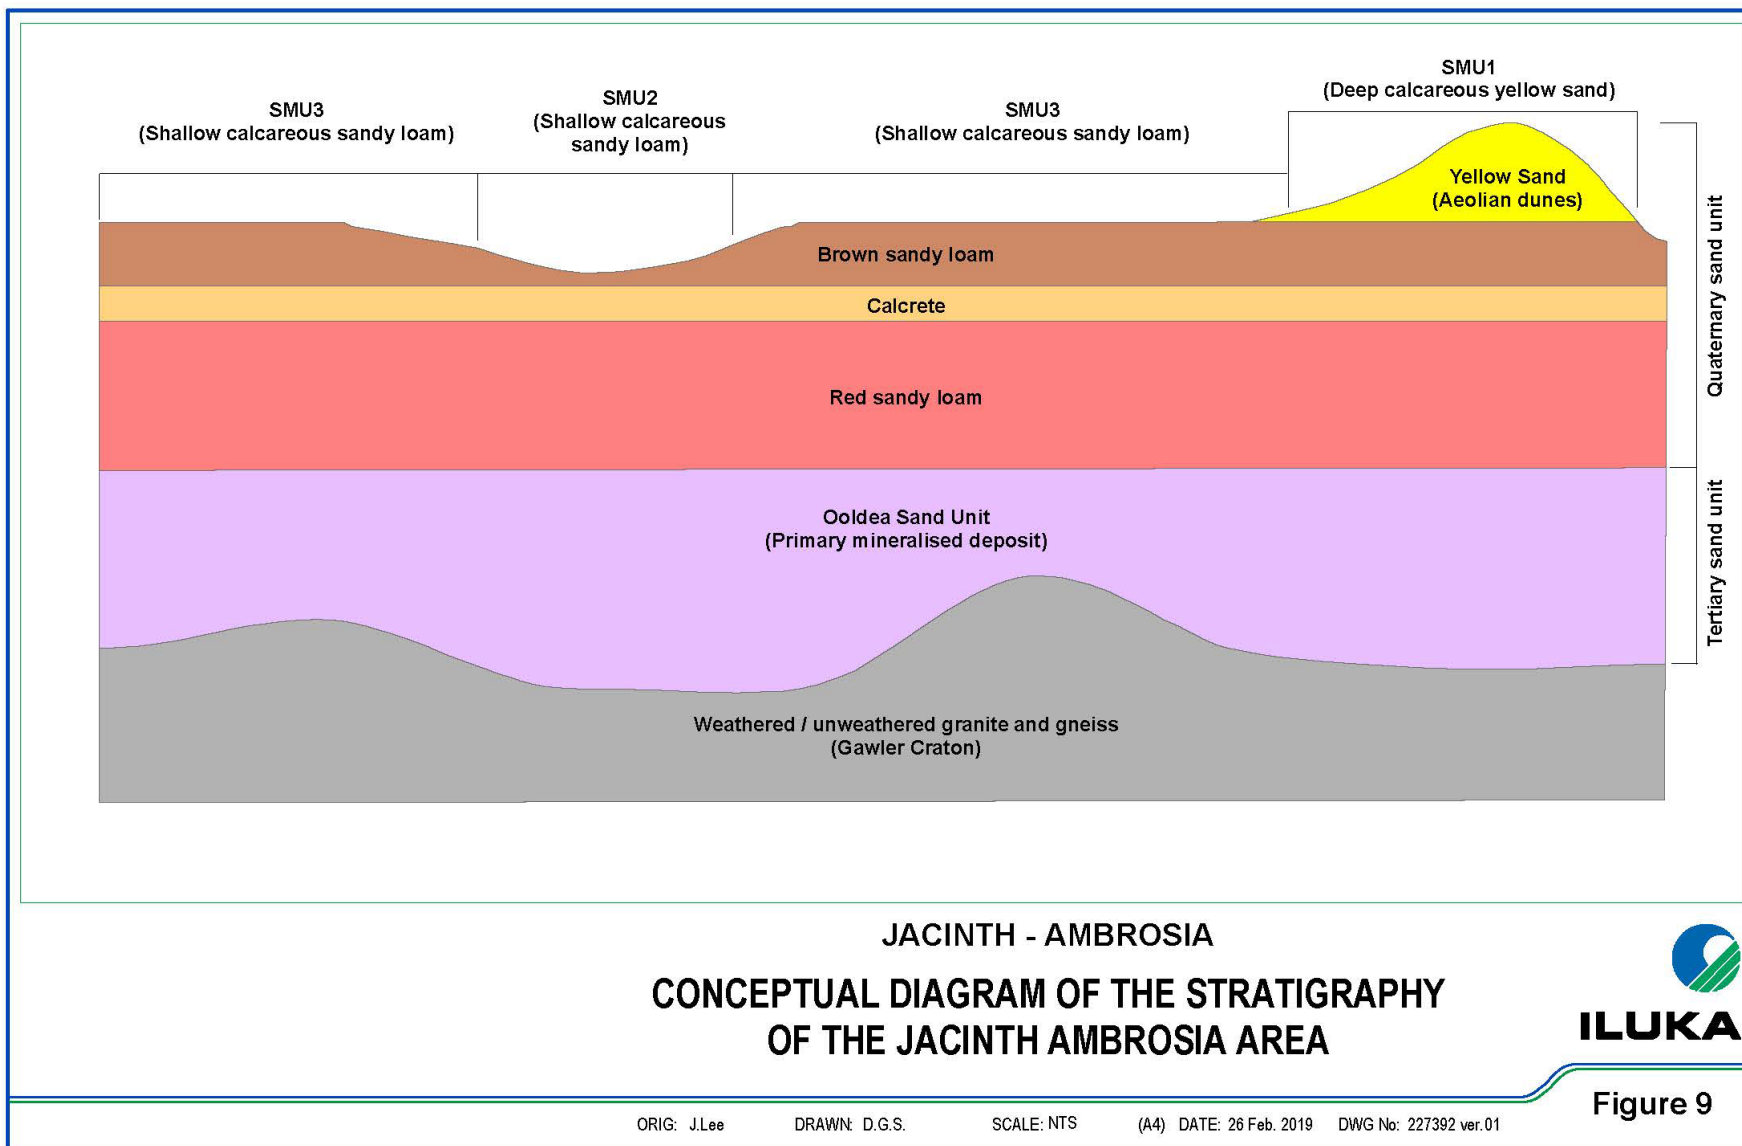 SMU3
(Shallow calcareous sandy loam)
SMU2
(Shallow calcareous
sandy loam)
SMU3
(Shallow calcareous sandy loam)
SMU1
(Deep calcareous yellow sand)
Yellow Sand
(Aeolian dunes)
Brown sandy loam
Calcrete
Red sandy loam
Quaternary sand unit
Ooldea Sand Unit
(Primary mineralised deposit)
Tertiary sand unit
Weathered / unweathered granite and gneiss
(Gawler Craton)
JACINTH - AMBROSIA
CONCEPTUAL DIAGRAM OF THE STRATIGRAPHY
OF THE JACINTH AMBROSIA AREA
ILUKA
Figure 9
ORIG: J.Lee DRAWN: D.G.S. SCALE: NTS (A4) DATE: 26 Feb. 2019 DWG No: 227392 ver.01